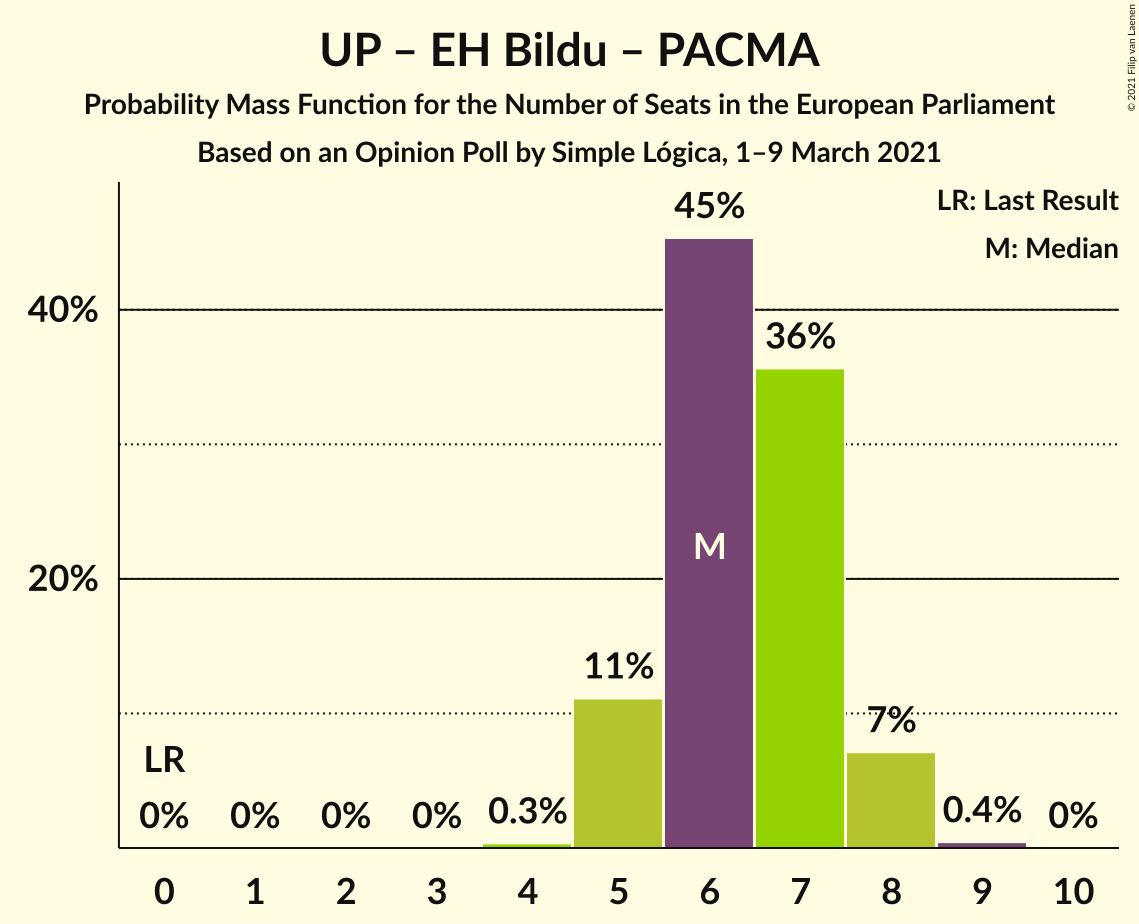 UP – EH Bildu – PACMA
Probability Mass Function for the Number of Seats in the European Parliament
Based on an Opinion Poll by Simple Lógica, 1–9 March 2021
© 2021 Filip van Laenen
LR: Last Result
M: Median
45%
40%
36%
M
20%
11%
7%
LR
0% 0% 0% 0% 0.3% 0.4% 0%
0 1 2 3 4 5 6 7 8 9 10